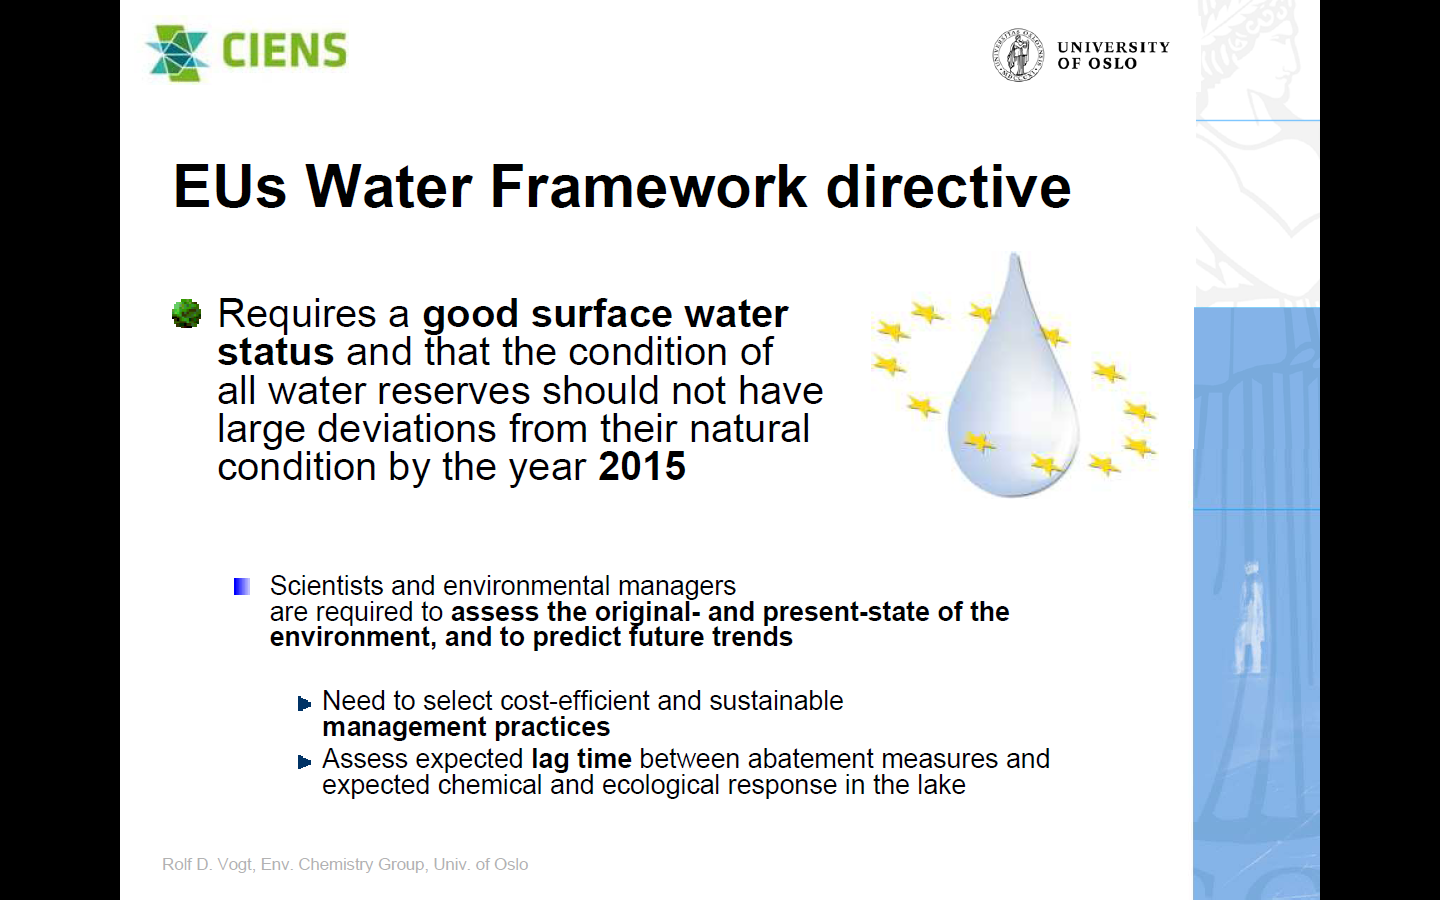 CIENS
UNIVERSITY
OF OSLO
EUs Water Framework directive
Requires a good surface water
status and that the condition of
all water reserves should not have
large deviations from their natural
condition by the year 2015
Scientists and environmental managers
are required to assess the original- and present-state of the
environment, and to predict future trends
Need to select cost-efficient and sustainable
management practices
Assess expected lag time between abatement measures and
expected chemical and ecological response in the lake
Rolf D. Vogt, Env. Chemistry Group, Univ. of Oslo